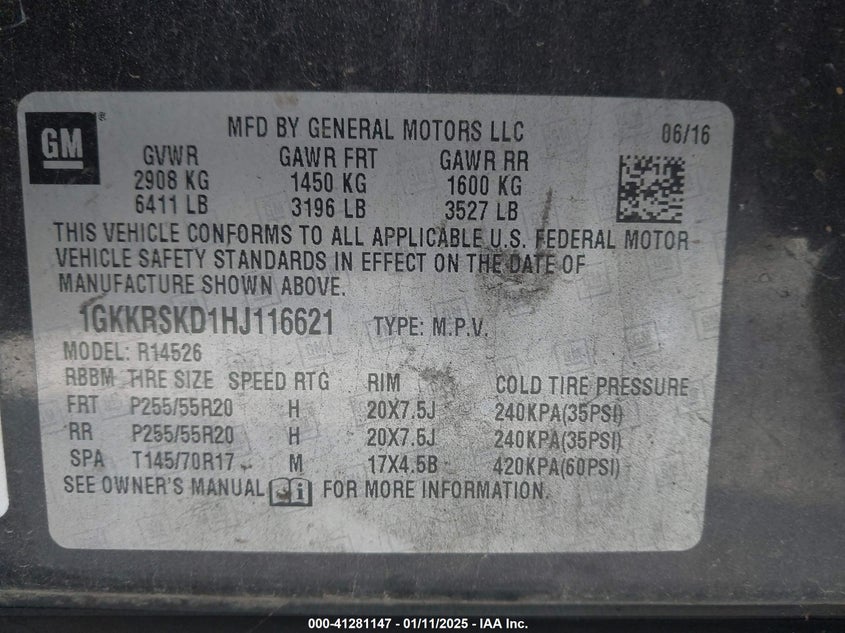 GM®
MFD BY GENERAL MOTORS LLC 06/16
GVWR GAWR FRT GAWR RR
2908 KG 1450 KG 1600 KG
6411 LB 3196 LB 3527 LB
THIS VEHICLE CONFORMS TO ALL APPLICABLE U.S. FEDERAL MOTOR
VEHICLE SAFETY STANDARDS IN EFFECT ON THE DATE OF
MANUFACTURE SHOWN ABOVE.
1GKKRSKD1HJ116621 TYPE: M.P.V.
MODEL: R14526
RBBM TIRE SIZE SPEED RTG RIM COLD TIRE PRESSURE
FRT P255/55R20 H 20X7.5J 240KPA(35PSI)
RR P255/55R20 H 20X7.5J 240KPA(35PSI)
SPA T145/70R17 M 17X4.5B 420KPA(60PSI)
SEE OWNER'S MANUAL i FOR MORE INFORMATION.
000-41281147 - 01/11/2025 - IAA Inc.